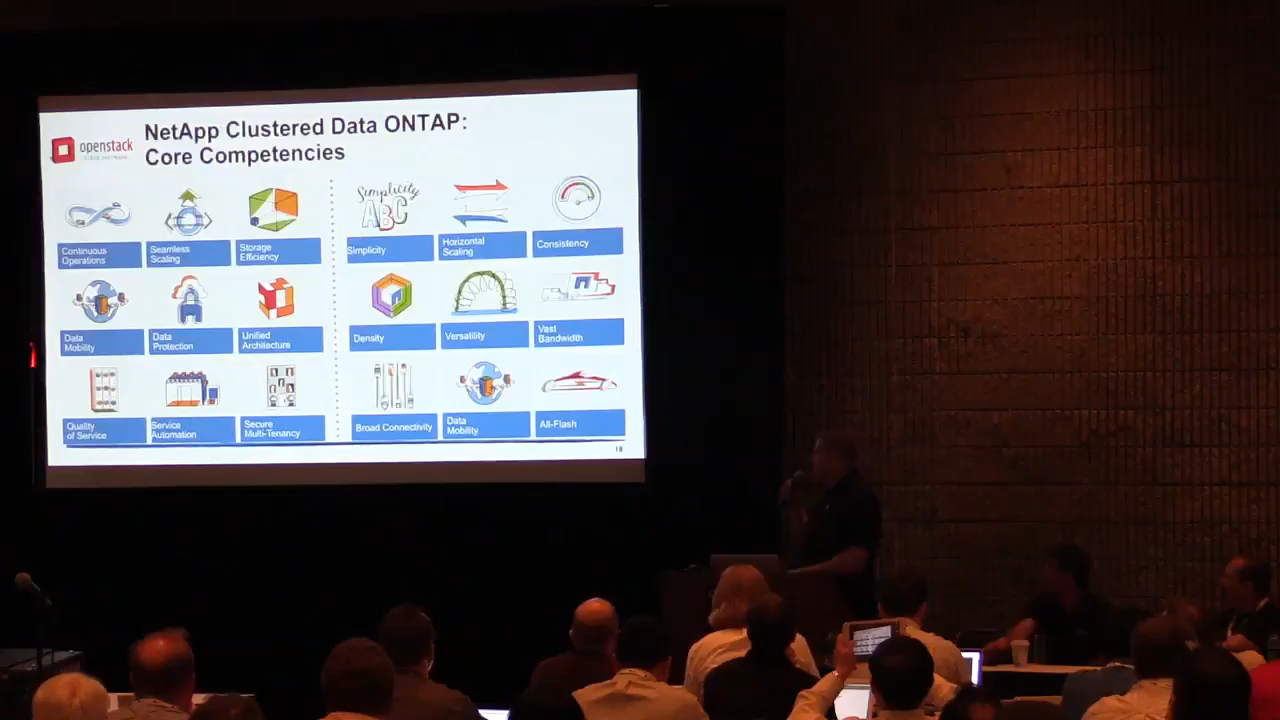 openstack
NetApp Clustered Data ONTAP:
Core Competencies
Simplicity
ABC
Continuous
Operations
Seamless
Scaling
Storage
Efficiency
Simplicity
Horizontal
Scaling
Consistency
Data
Mobility
Data
Protection
Unified
Architecture
Density
Versatility
Vast
Bandwidth
Quality
of Service
Service
Automation
Secure
Multi-Tenancy
Broad Connectivity
Data
Mobility
All-Flash
18